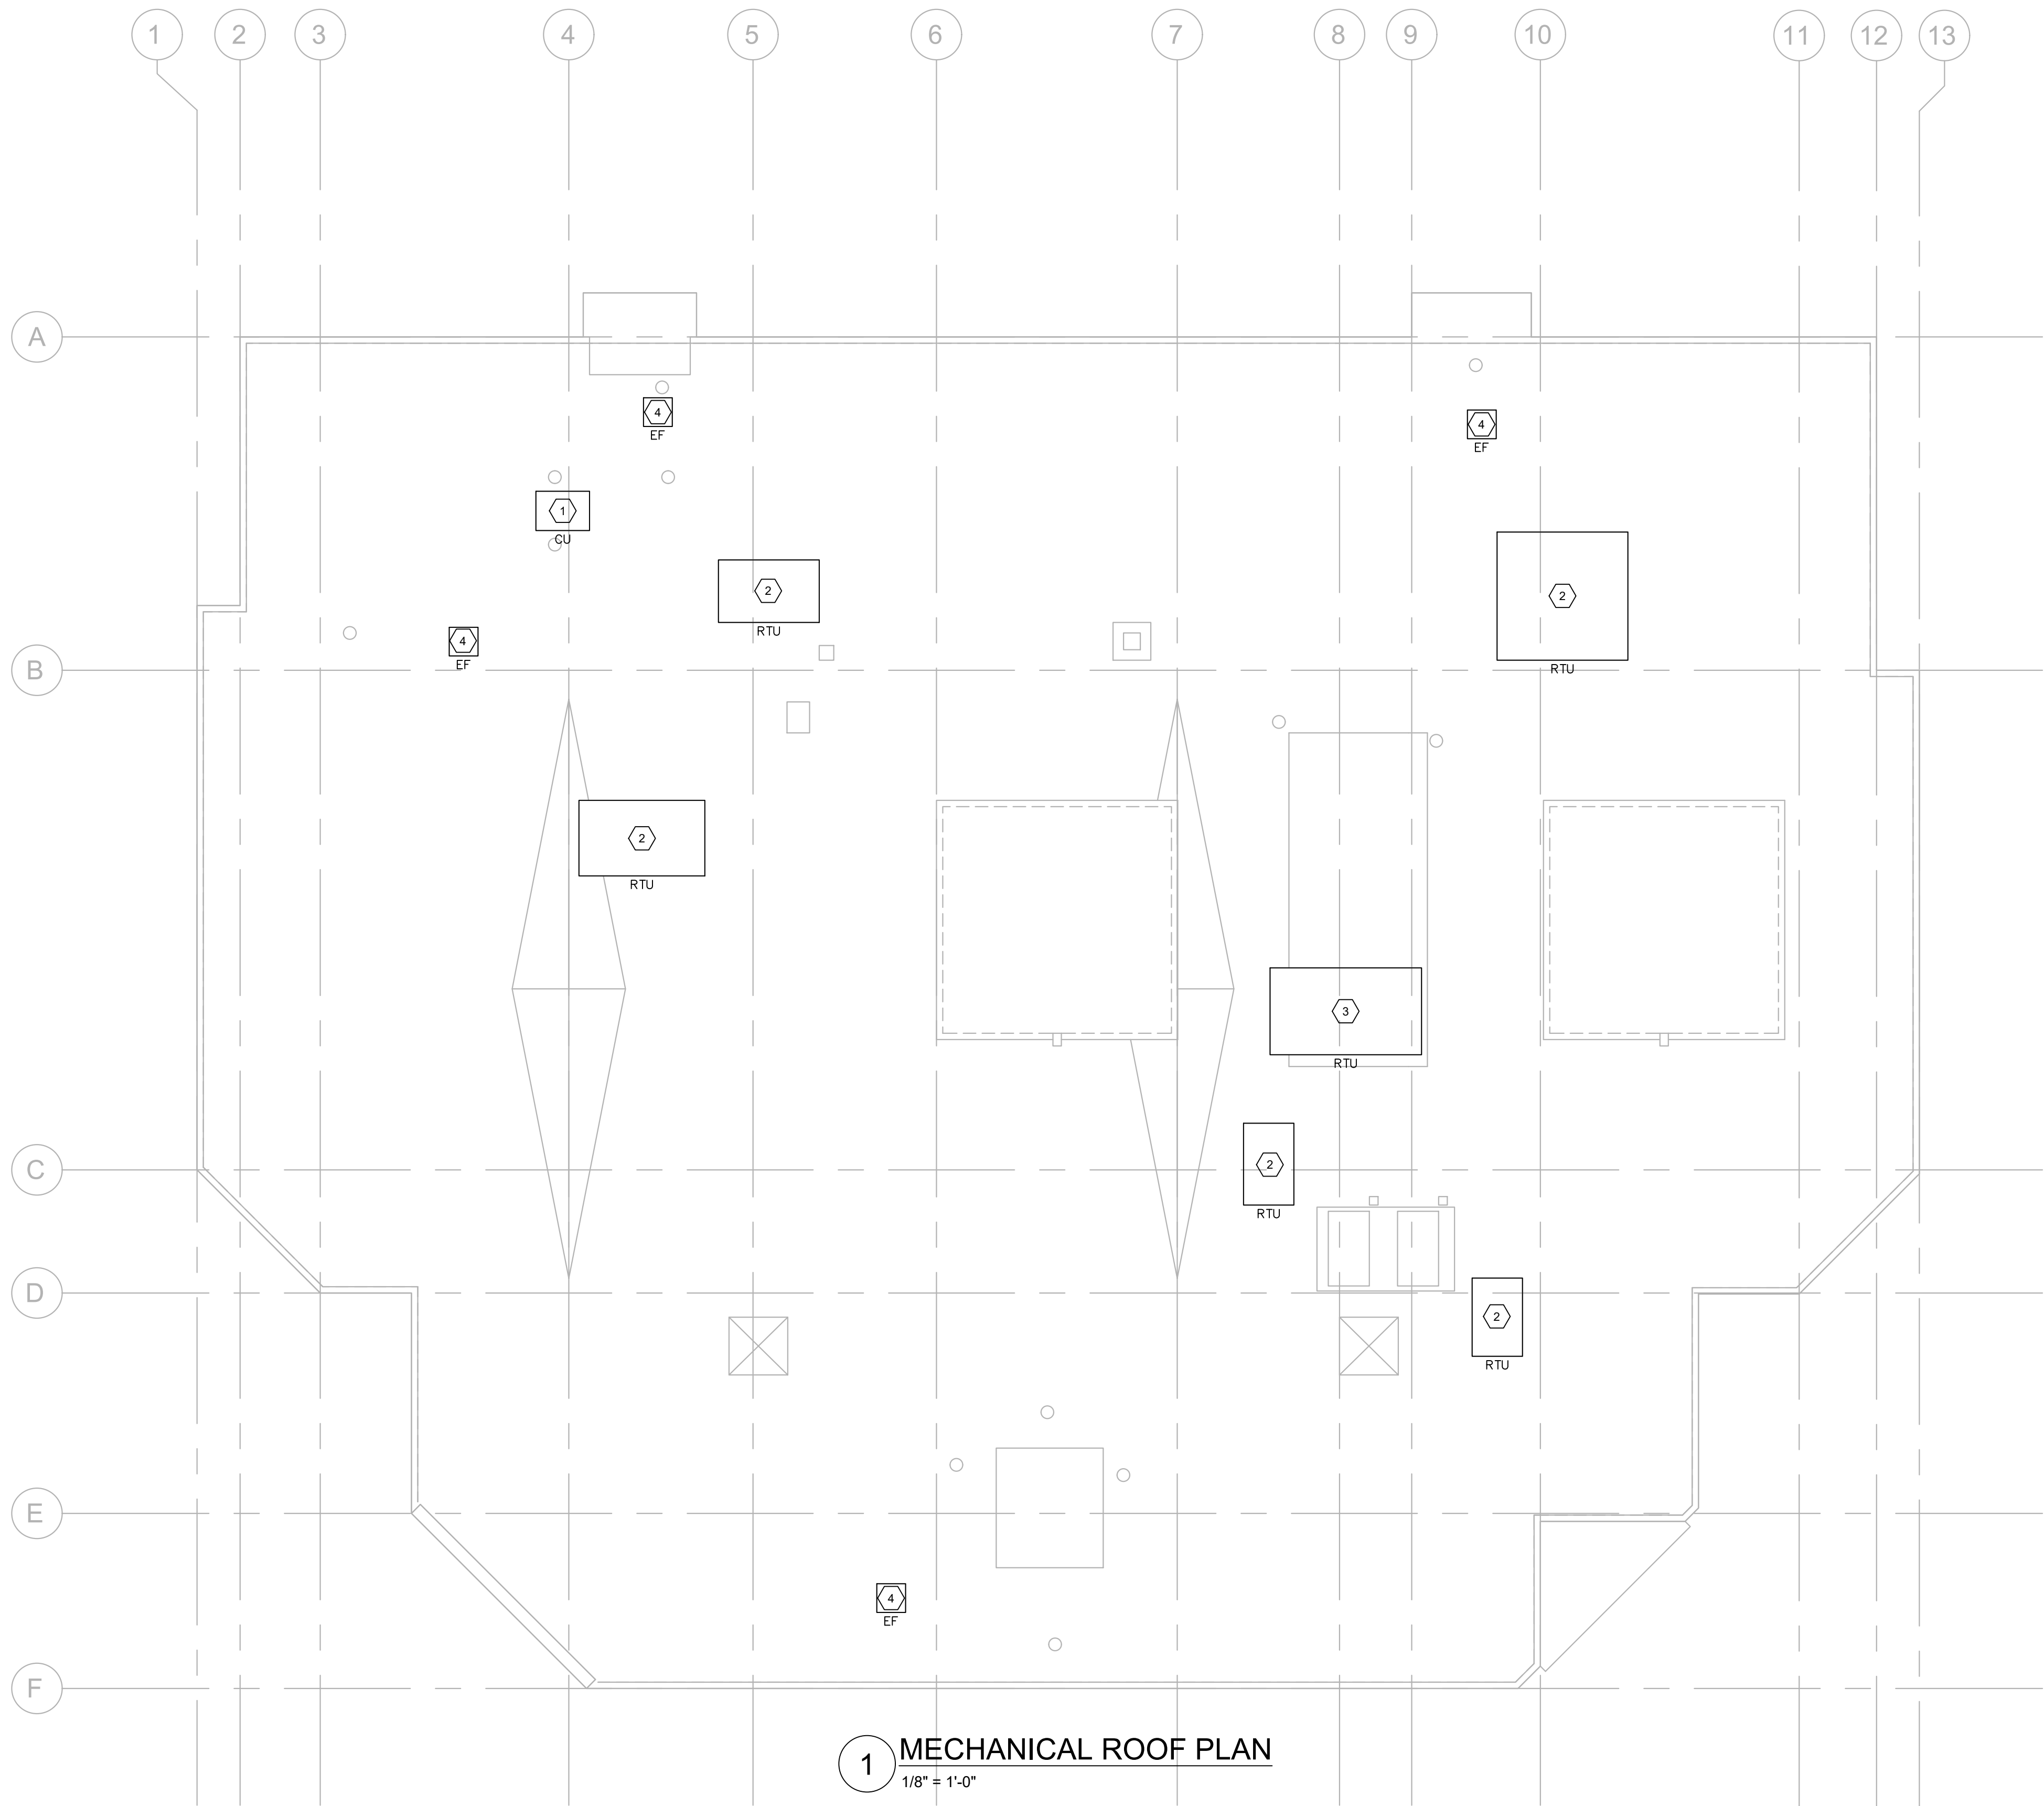 1 2 3 4 5 6 7 8 9 10 11 12 13
A
4
EF
4
EF
1
CU
2
RTU
2
RTU
4
EF
B
2
RTU
3
RTU
C
2
RTU
D
2
RTU
E
4
EF
F
1 MECHANICAL ROOF PLAN
1/8" = 1'-0"